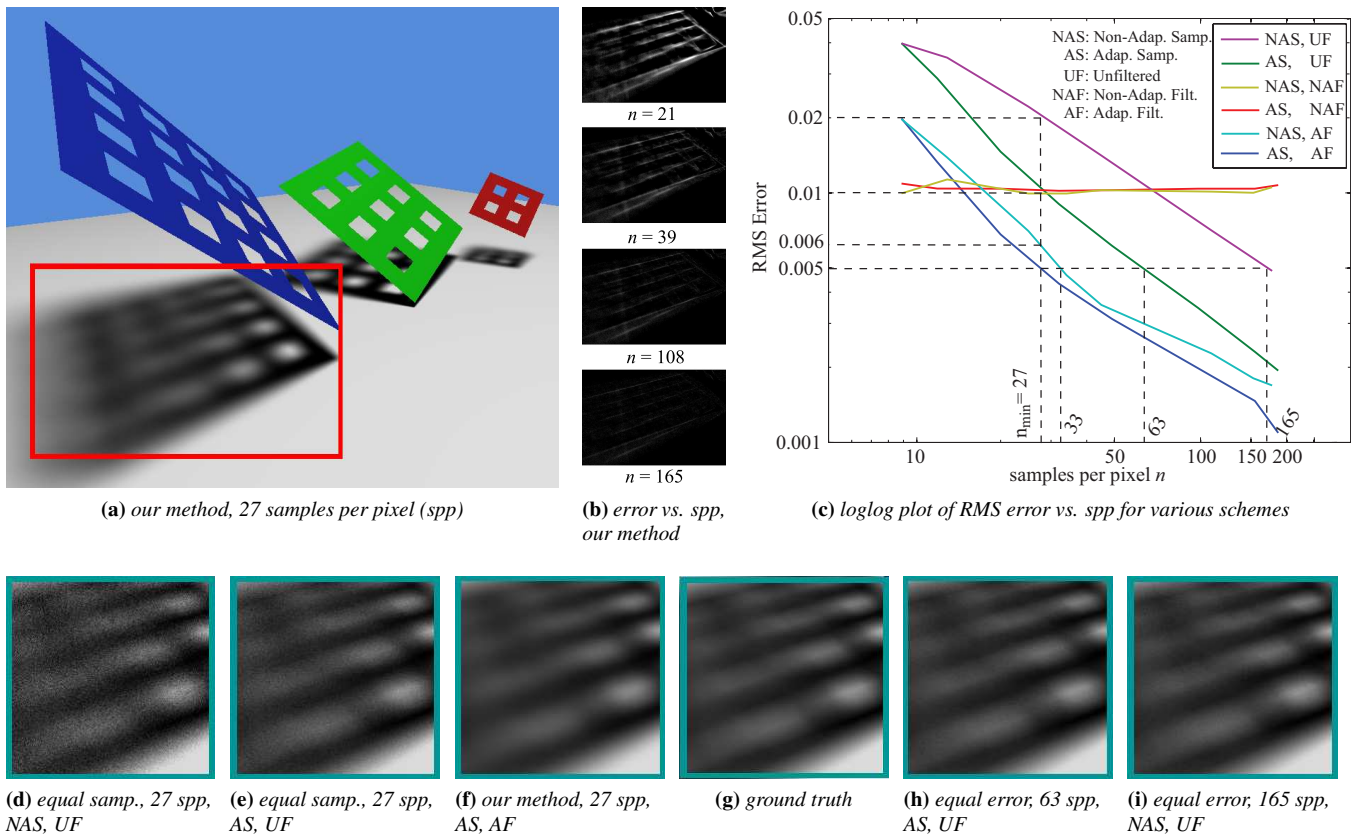 n = 21
n = 39
n = 108
n = 165
RMS Error
0.05
0.02
0.01
0.006
0.005
0.001
NAS: Non-Adap. Samp.
AS: Adap. Samp.
UF: Unfiltered
NAF: Non-Adap. Filt.
AF: Adap. Filt.
NAS, UF
AS, UF
NAS, NAF
AS, NAF
NAS, AF
AS, AF
n_min = 27
33
63
165
10
50
100
150
200
samples per pixel n
(a) our method, 27 samples per pixel (spp)
(b) error vs. spp,
our method
(c) loglog plot of RMS error vs. spp for various schemes
(d) equal samp., 27 spp,
NAS, UF
(e) equal samp., 27 spp,
AS, UF
(f) our method, 27 spp,
AS, AF
(g) ground truth
(h) equal error, 63 spp,
AS, UF
(i) equal error, 165 spp,
NAS, UF